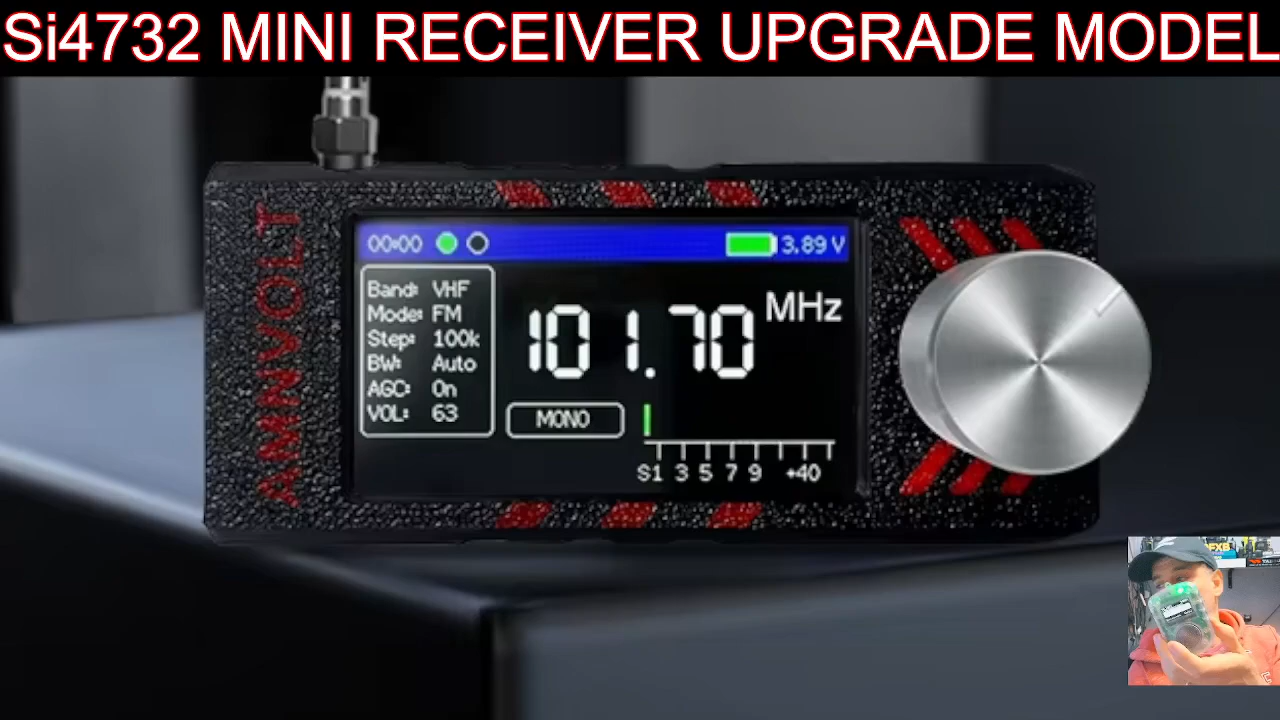 Si4732 MINI RECEIVER UPGRADE MODEL
AMNVOLT
00:00
3.89 V
Band: VHF
Mode: FM
Step: 100k
BW: Auto
AGC: On
VOL: 63
101.70 MHz
MONO
S1 3 5 7 9 +40